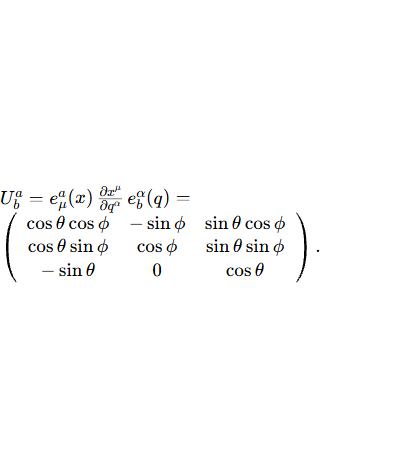 U^a_b = e^a_μ(x) ∂x^μ/∂q^α e^α_b(q) =
( cos θ cos ϕ   − sin ϕ   sin θ cos ϕ
cos θ sin ϕ   cos ϕ   sin θ sin ϕ
− sin θ   0   cos θ ) .